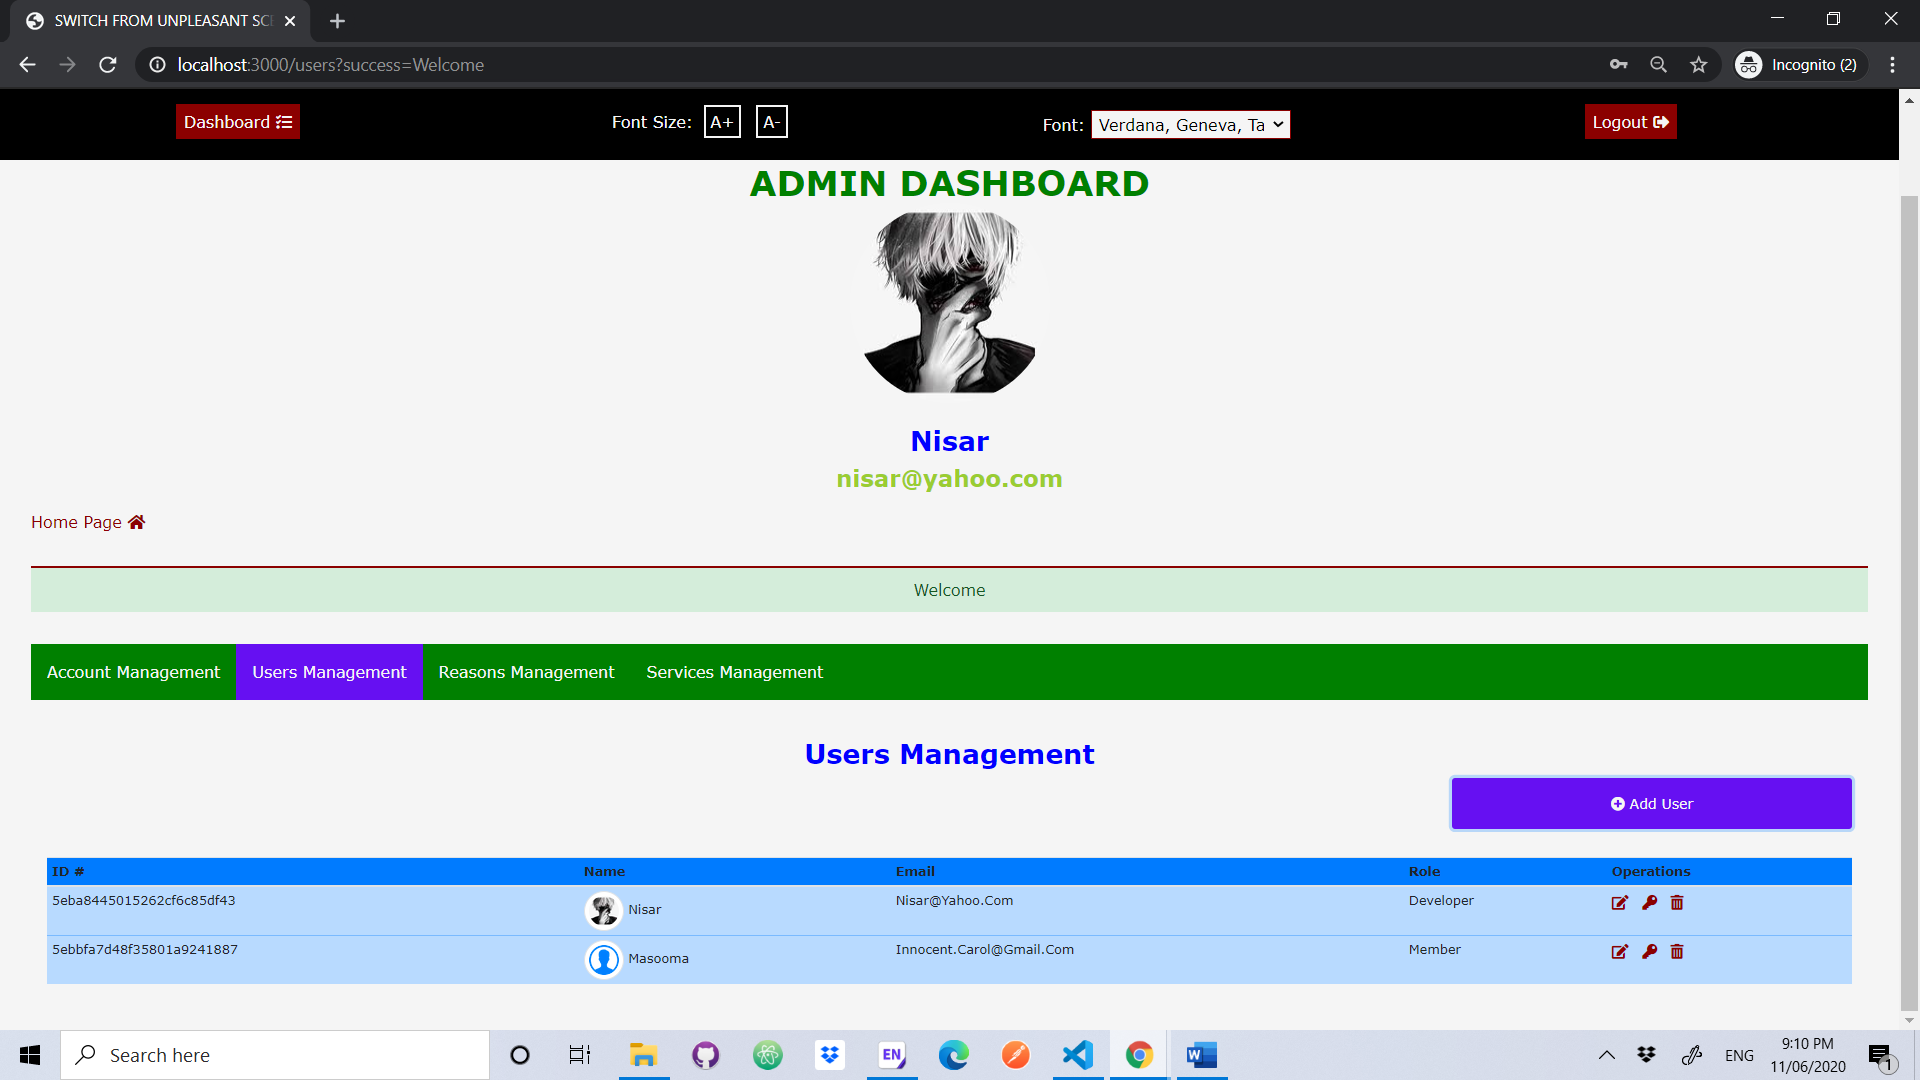 SWITCH FROM UNPLEASANT SCE
localhost:3000/users?success=Welcome
Incognito (2)
Dashboard
Font Size: A+ A-
Font: Verdana, Geneva, Ta
Logout
ADMIN DASHBOARD
Nisar
nisar@yahoo.com
Home Page
Welcome
Account Management Users Management Reasons Management Services Management
Users Management
Add User
ID # Name Email Role Operations
5eba8445015262cf6c85df43 Nisar Nisar@Yahoo.Com Developer
5ebbfa7d48f35801a9241887 Masooma Innocent.Carol@Gmail.Com Member
Search here
EN
W
ENG
9:10 PM
11/06/2020
1